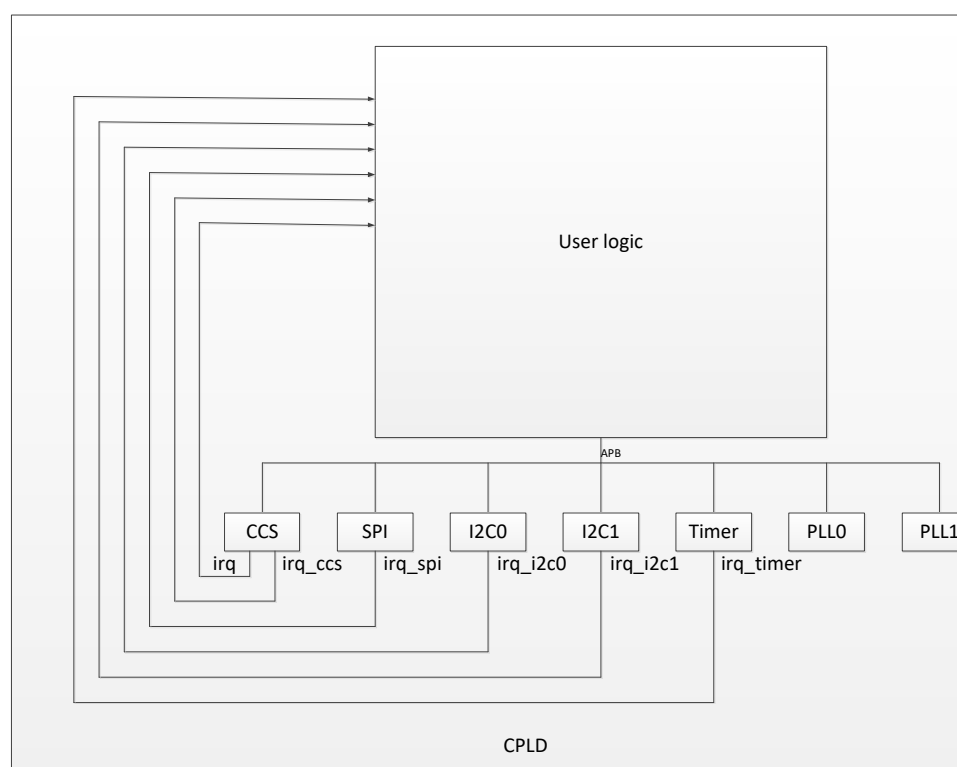 User logic
APB
CCS SPI I2C0 I2C1 Timer PLL0 PLL1
irq irq_ccs irq_spi irq_i2c0 irq_i2c1 irq_timer
CPLD